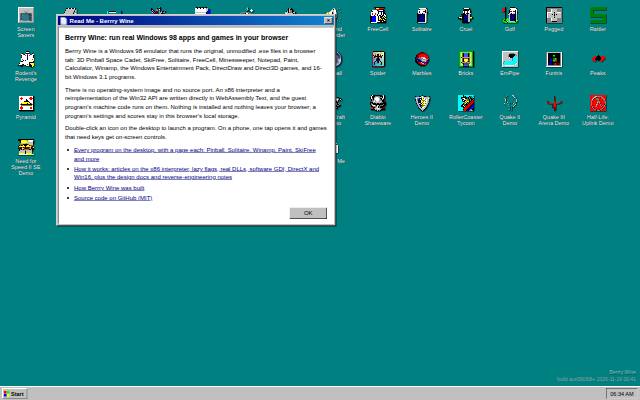 Read Me - Berrry Wine
Berrry Wine: run real Windows 98 apps and games in your browser
Berrry Wine is a Windows 98 emulator that runs the original, unmodified .exe files in a browser
tab: 3D Pinball Space Cadet, SkiFree, Solitaire, FreeCell, Minesweeper, Notepad, Paint,
Calculator, Winamp, the Windows Entertainment Pack, DirectDraw and Direct3D games, and 16-
bit Windows 3.1 programs.
There is no operating-system image and no source port. An x86 interpreter and a
reimplementation of the Win32 API are written directly in WebAssembly Text, and the guest
program's machine code runs on them. Nothing is installed and nothing leaves your browser; a
program's settings and scores stay in this browser's local storage.
Double-click an icon on the desktop to launch a program. On a phone, one tap opens it and games
that need keys get on-screen controls.
Every program on the desktop, with a page each: Pinball, Solitaire, Winamp, Paint, SkiFree
and more
How it works: articles on the x86 interpreter, lazy flags, real DLLs, software GDI, DirectX and
Win16, plus the design docs and reverse-engineering notes
How Berrry Wine was built
Source code on GitHub (MIT)
OK
Screen
Savers
FreeCell
Solitaire
Cruel
Golf
Pegged
Rattler
Rodent's
Revenge
Spider
Marbles
Bricks
EmPipe
Funtris
Peaks
Pyramid
Diablo
Shareware
Heroes II
Demo
RollerCoaster
Tycoon
Quake II
Demo
Quake III
Arena Demo
Half-Life:
Uplink Demo
Me
Need for
Speed II SE
Demo
Berrry Wine
Start
06:34 AM